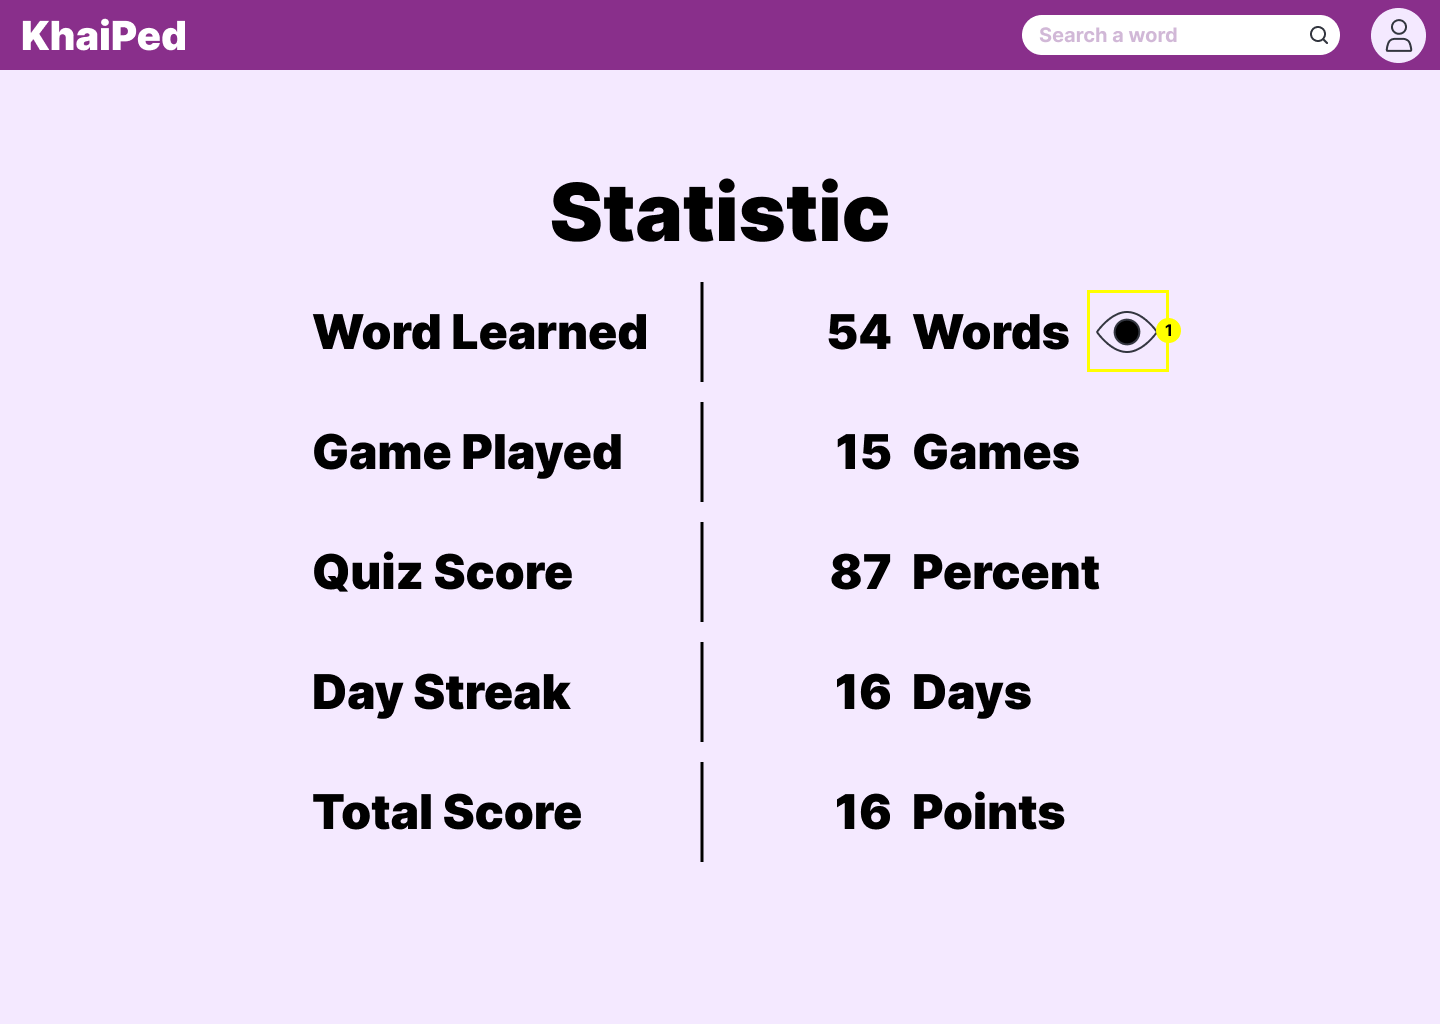 KhaiPed
Search a word
Statistic
Word Learned 54 Words 1
Game Played 15 Games
Quiz Score 87 Percent
Day Streak 16 Days
Total Score 16 Points